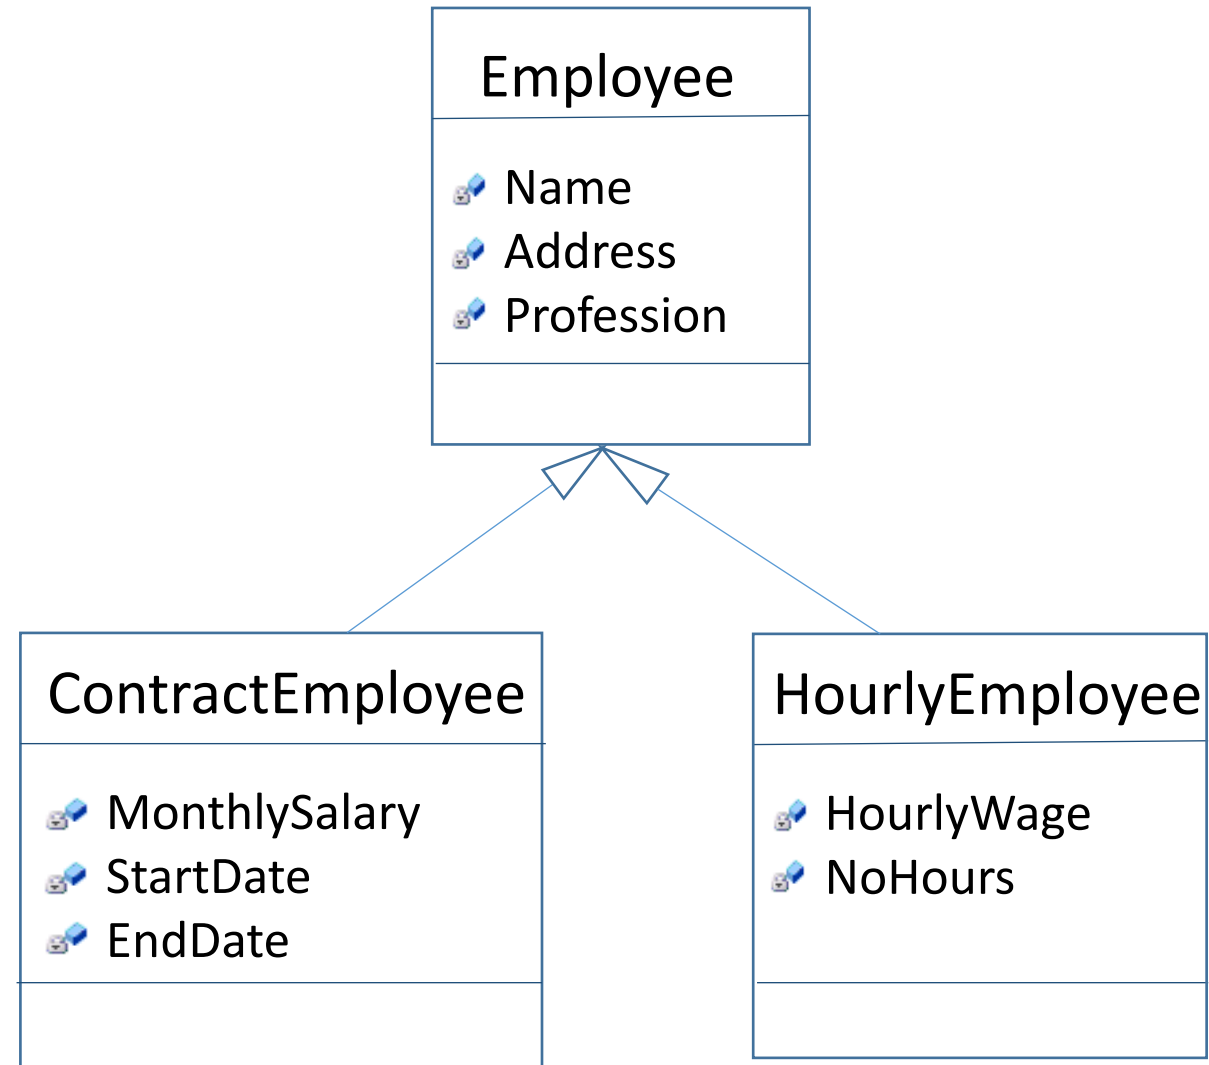 Employee
Name
Address
Profession
ContractEmployee
MonthlySalary
StartDate
EndDate
HourlyEmployee
HourlyWage
NoHours